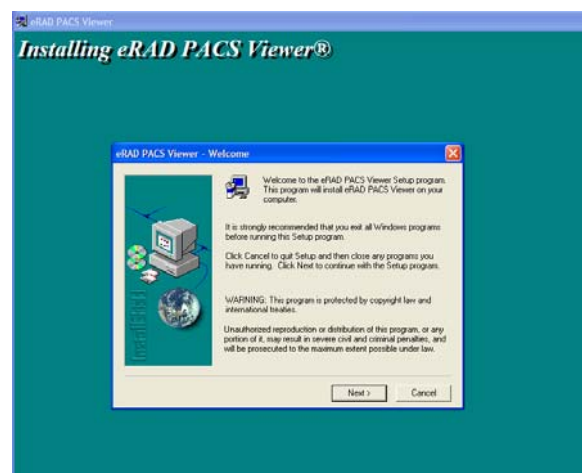 eRAD PACS Viewer
Installing eRAD PACS Viewer®
eRAD PACS Viewer - Welcome
Welcome to the eRAD PACS Viewer Setup program.
This program will install eRAD PACS Viewer on your
computer.
It is strongly recommended that you exit all Windows programs
before running this Setup program.
Click Cancel to quit Setup and then close any programs you
have running. Click Next to continue with the Setup program.
WARNING: This program is protected by copyright law and
international treaties.
Unauthorized reproduction or distribution of this program, or any
portion of it, may result in severe civil and criminal penalties, and
will be prosecuted to the maximum extent possible under law.
InstallShield
Next >
Cancel